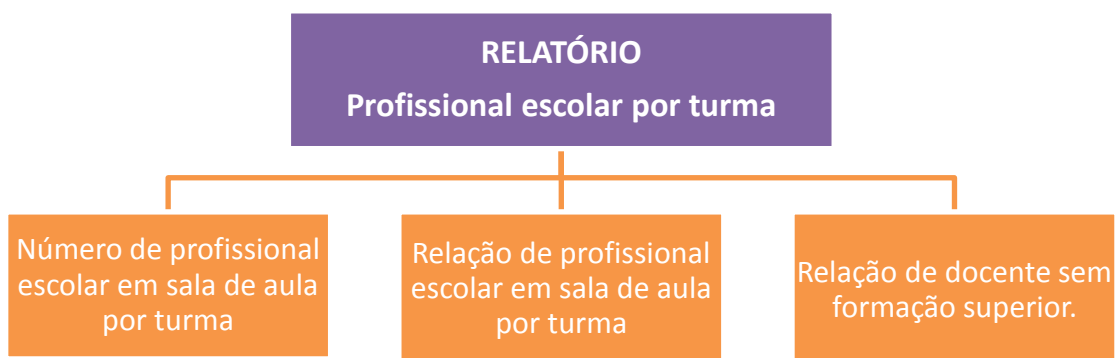 RELATÓRIO
Profissional escolar por turma
Número de profissional
escolar em sala de aula
por turma
Relação de profissional
escolar em sala de aula
por turma
Relação de docente sem
formação superior.